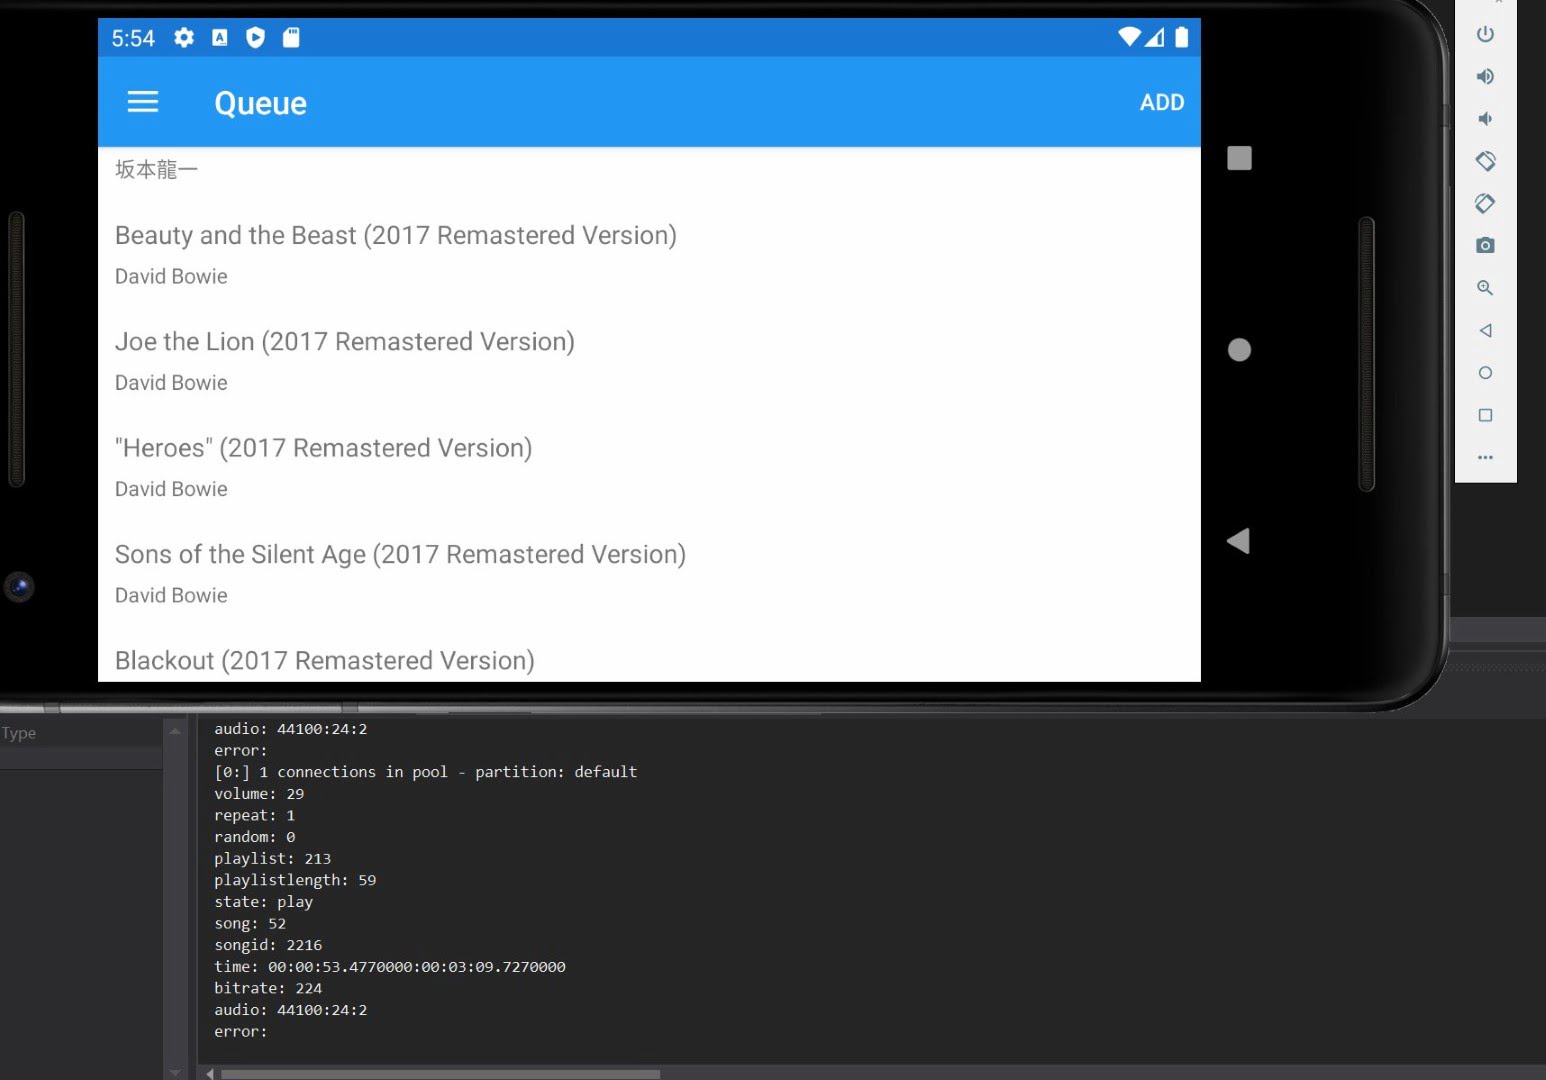 5:54
Queue
ADD
坂本龍一
Beauty and the Beast (2017 Remastered Version)
David Bowie
Joe the Lion (2017 Remastered Version)
David Bowie
"Heroes" (2017 Remastered Version)
David Bowie
Sons of the Silent Age (2017 Remastered Version)
David Bowie
Blackout (2017 Remastered Version)
Type
audio: 44100:24:2
error:
[0:] 1 connections in pool - partition: default
volume: 29
repeat: 1
random: 0
playlist: 213
playlistlength: 59
state: play
song: 52
songid: 2216
time: 00:00:53.4770000:00:03:09.7270000
bitrate: 224
audio: 44100:24:2
error: